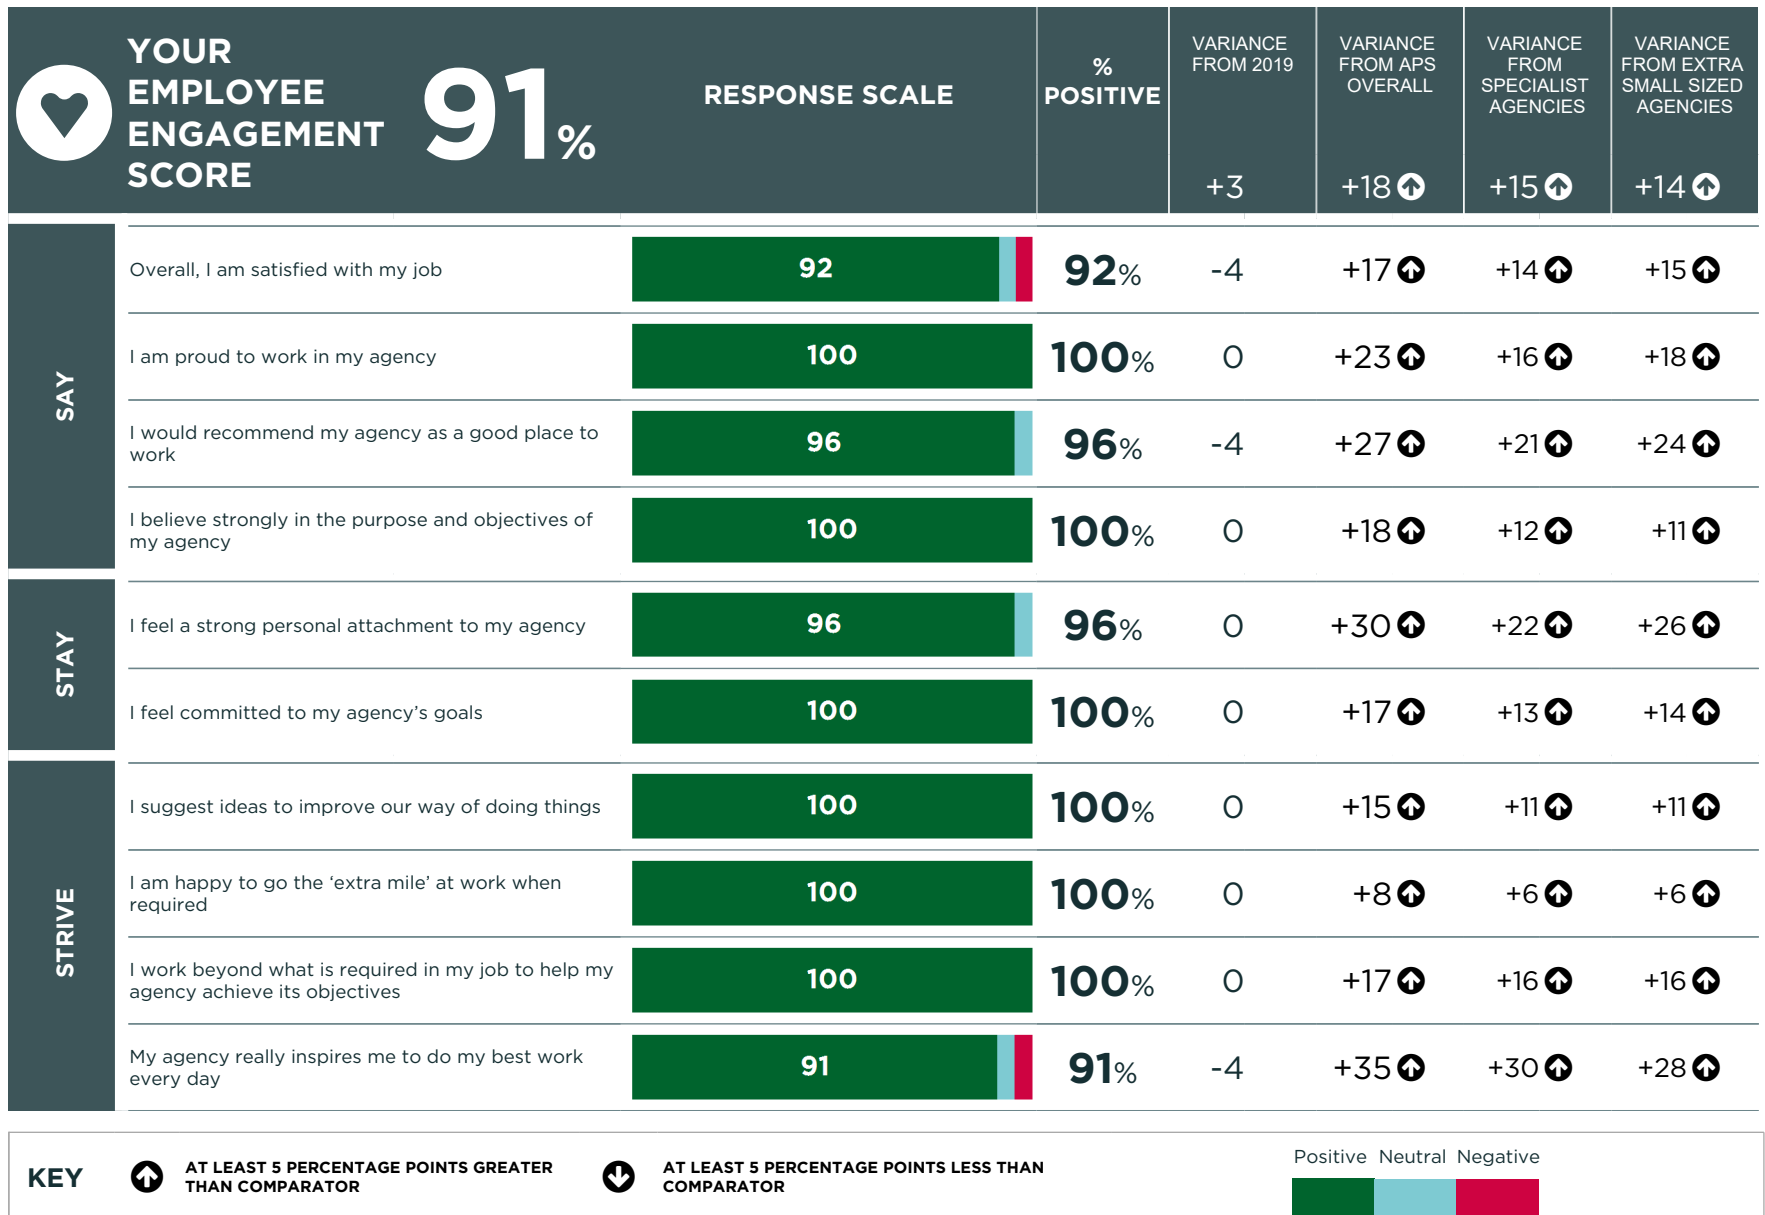 YOUR
EMPLOYEE
ENGAGEMENT
SCORE
91%
RESPONSE SCALE
%
POSITIVE
VARIANCE
FROM 2019
+3
VARIANCE
FROM APS
OVERALL
+18
VARIANCE
FROM
SPECIALIST
AGENCIES
+15
VARIANCE
FROM EXTRA
SMALL SIZED
AGENCIES
+14
SAY
Overall, I am satisfied with my job
92
92% -4 +17 +14 +15
I am proud to work in my agency
100
100% 0 +23 +16 +18
I would recommend my agency as a good place to
work
96
96% -4 +27 +21 +24
I believe strongly in the purpose and objectives of
my agency
100
100% 0 +18 +12 +11
STAY
I feel a strong personal attachment to my agency
96
96% 0 +30 +22 +26
I feel committed to my agency’s goals
100
100% 0 +17 +13 +14
STRIVE
I suggest ideas to improve our way of doing things
100
100% 0 +15 +11 +11
I am happy to go the ‘extra mile’ at work when
required
100
100% 0 +8 +6 +6
I work beyond what is required in my job to help my
agency achieve its objectives
100
100% 0 +17 +16 +16
My agency really inspires me to do my best work
every day
91
91% -4 +35 +30 +28
KEY
AT LEAST 5 PERCENTAGE POINTS GREATER
THAN COMPARATOR
AT LEAST 5 PERCENTAGE POINTS LESS THAN
COMPARATOR
Positive Neutral Negative